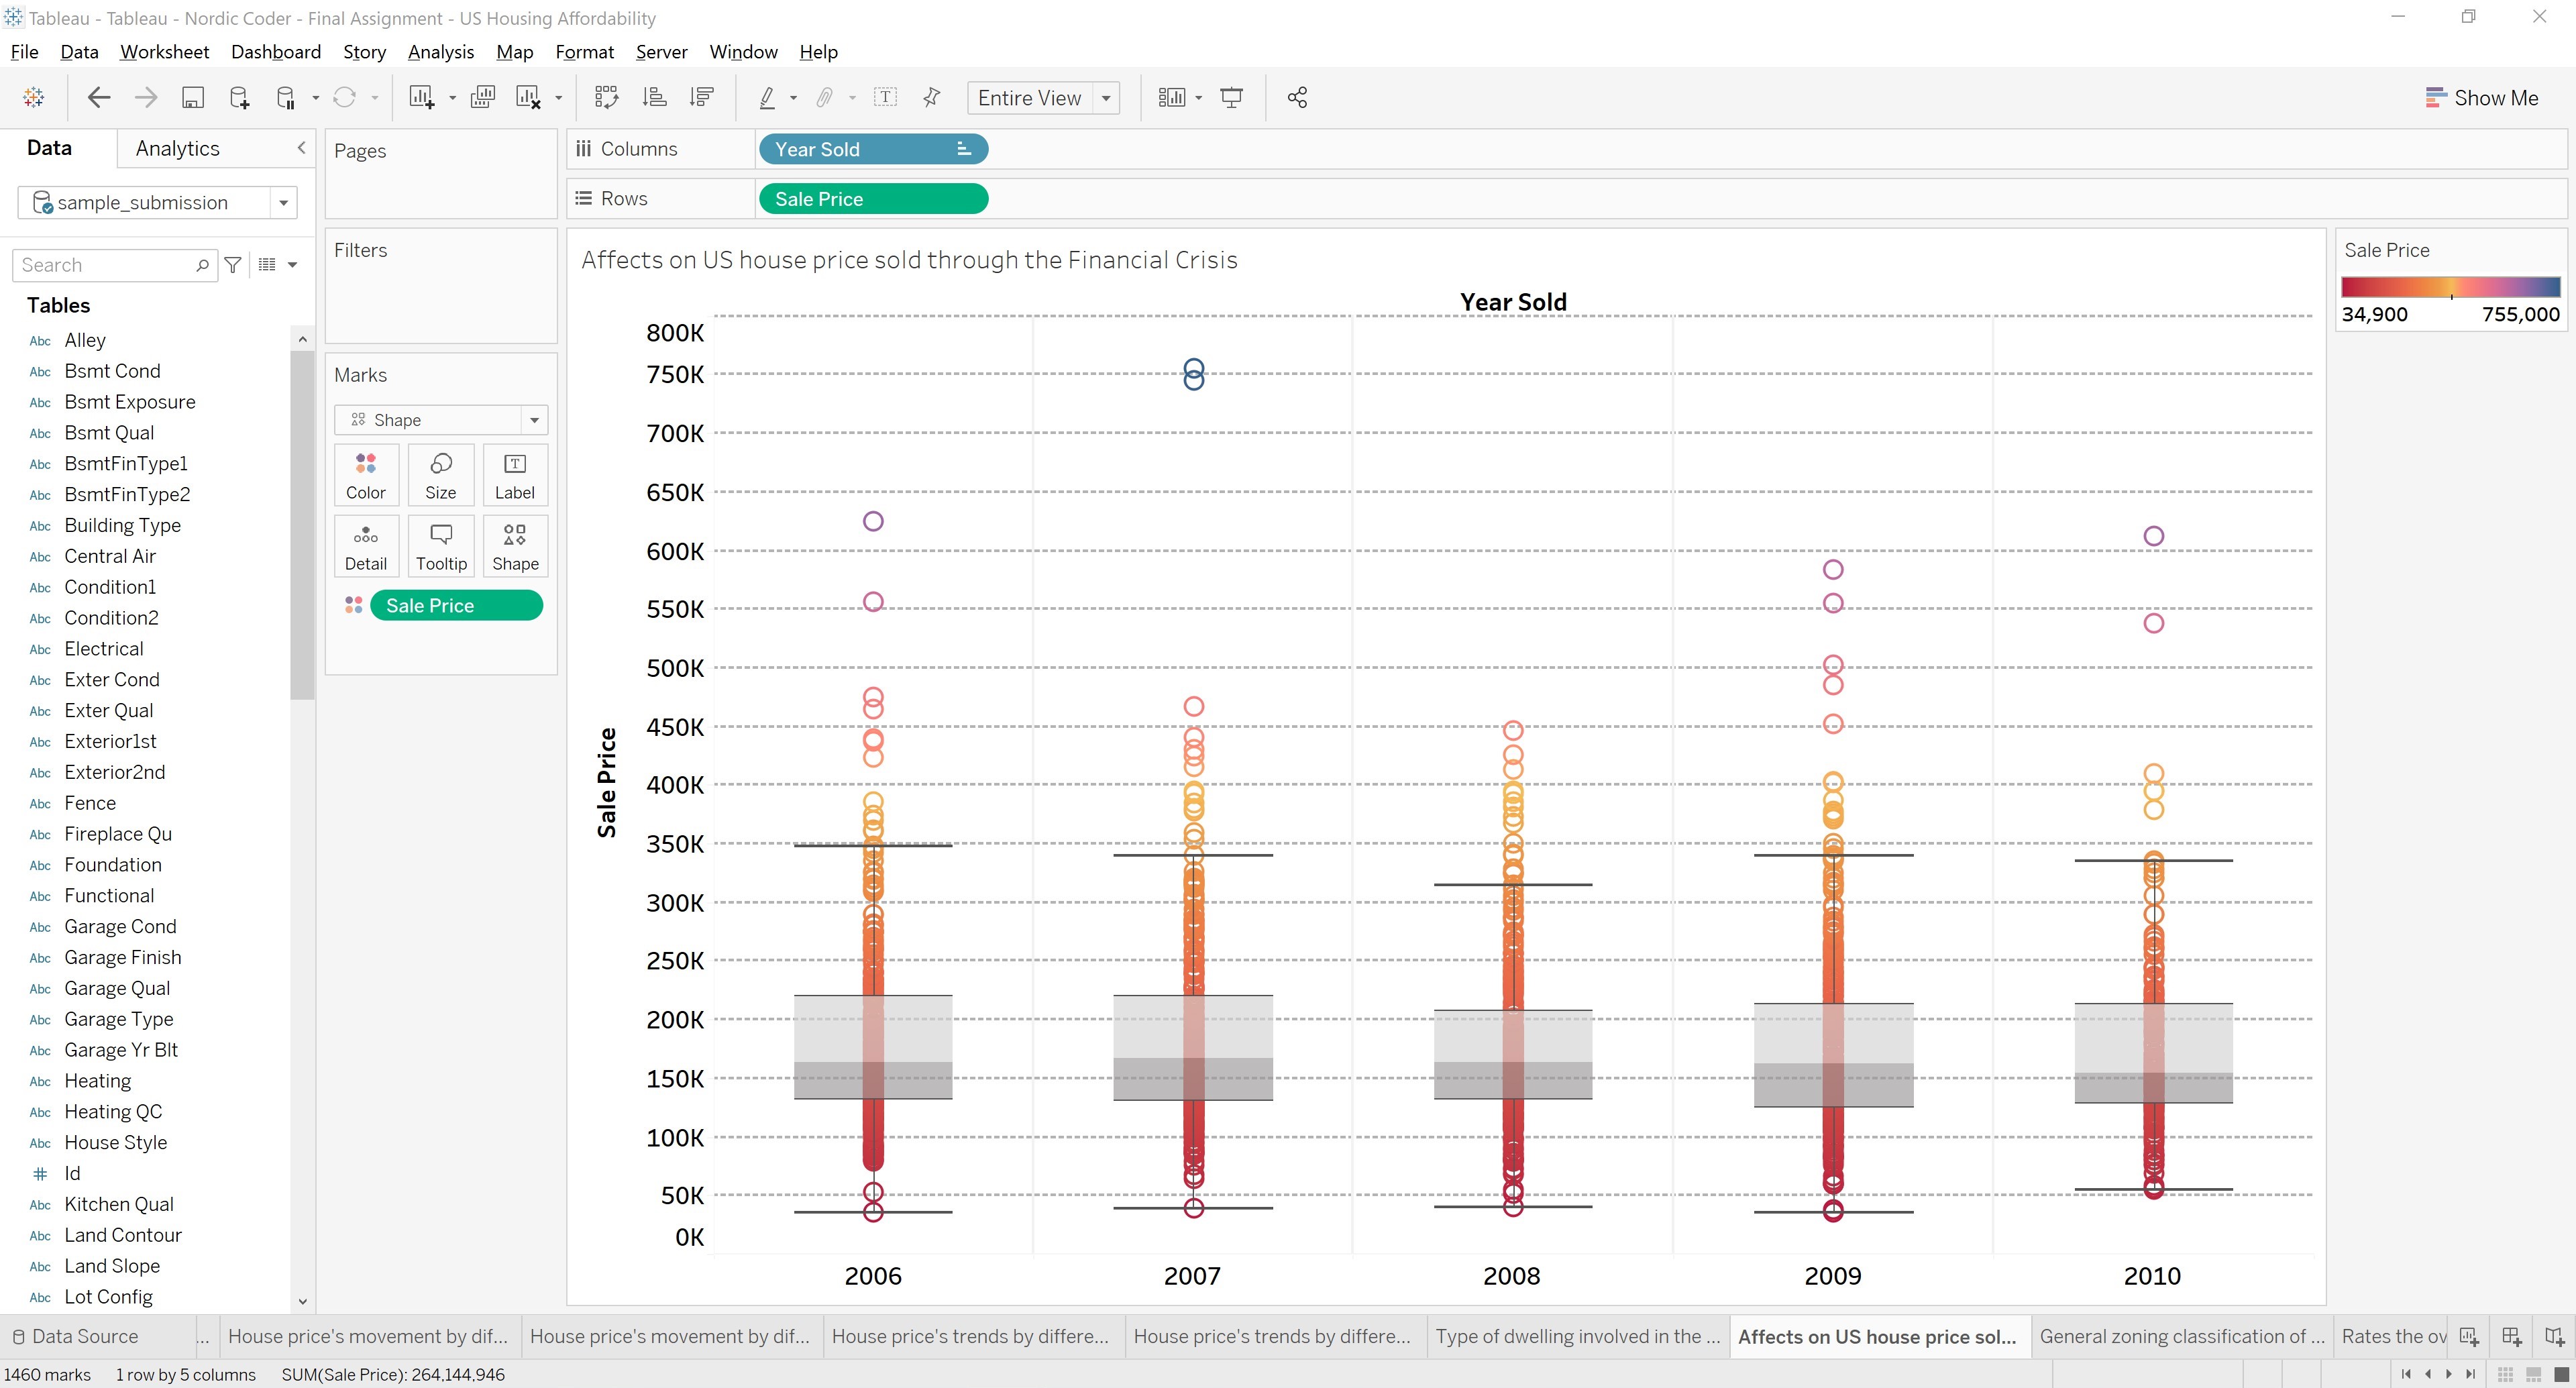 Tableau - Tableau - Nordic Coder - Final Assignment - US Housing Affordability
File Data Worksheet Dashboard Story Analysis Map Format Server Window Help
Entire View
Show Me
Data Analytics
sample_submission
Search
Tables
Abc Alley
Abc Bsmt Cond
Abc Bsmt Exposure
Abc Bsmt Qual
Abc BsmtFinType1
Abc BsmtFinType2
Abc Building Type
Abc Central Air
Abc Condition1
Abc Condition2
Abc Electrical
Abc Exter Cond
Abc Exter Qual
Abc Exterior1st
Abc Exterior2nd
Abc Fence
Abc Fireplace Qu
Abc Foundation
Abc Functional
Abc Garage Cond
Abc Garage Finish
Abc Garage Qual
Abc Garage Type
Abc Garage Yr Blt
Abc Heating
Abc Heating QC
Abc House Style
# Id
Abc Kitchen Qual
Abc Land Contour
Abc Land Slope
Abc Lot Config
Pages
Filters
Marks
Shape
Color Size Label
Detail Tooltip Shape
Sale Price
Columns Year Sold
Rows Sale Price
Affects on US house price sold through the Financial Crisis
Year Sold
Sale Price
800K
750K
700K
650K
600K
550K
500K
450K
400K
350K
300K
250K
200K
150K
100K
50K
0K
2006 2007 2008 2009 2010
Sale Price
34,900 755,000
Data Source ... House price's movement by dif... House price's movement by dif... House price's trends by differe... House price's trends by differe... Type of dwelling involved in the ... Affects on US house price sol... General zoning classification of ... Rates the ov
1460 marks 1 row by 5 columns SUM(Sale Price): 264,144,946